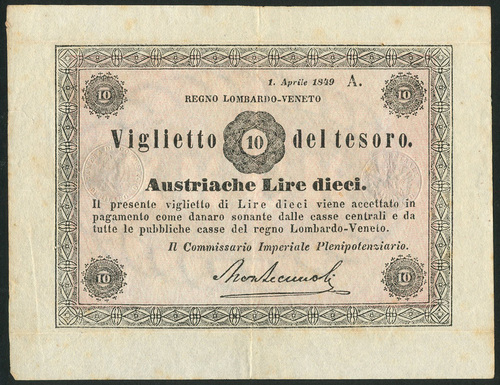 10 1. Aprile 1849 A. 10
REGNO LOMBARDO-VENETO
Viglietto 10 del tesoro.
Austriache Lire dieci.
Il presente viglietto di Lire dieci viene accettato in
pagamento come danaro sonante dalle casse centrali e da
tutte le pubbliche casse del regno Lombardo-Veneto.
Il Commissario Imperiale Plenipotenziario.
10 Montecuccoli 10